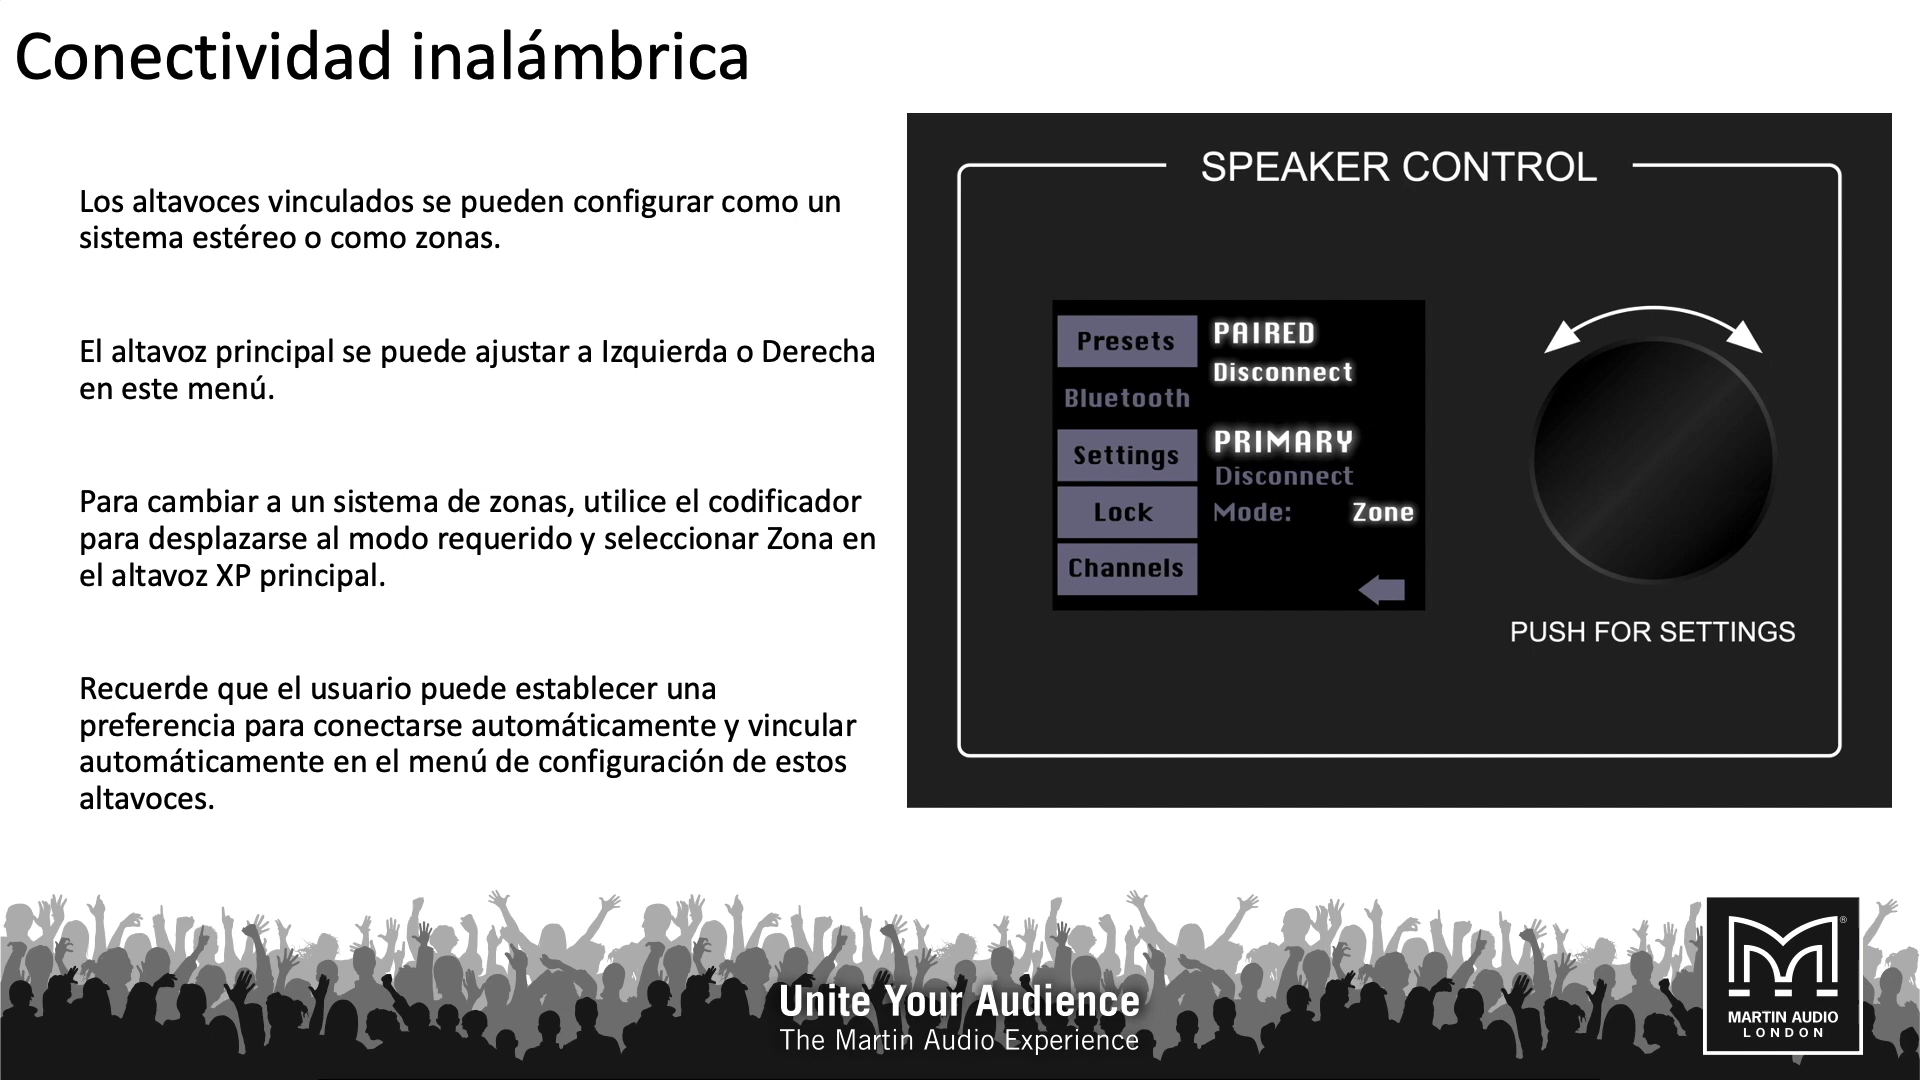 Conectividad inalámbrica
Los altavoces vinculados se pueden configurar como un
sistema estéreo o como zonas.
El altavoz principal se puede ajustar a Izquierda o Derecha
en este menú.
Para cambiar a un sistema de zonas, utilice el codificador
para desplazarse al modo requerido y seleccionar Zona en
el altavoz XP principal.
Recuerde que el usuario puede establecer una
preferencia para conectarse automáticamente y vincular
automáticamente en el menú de configuración de estos
altavoces.
SPEAKER CONTROL
Presets
Bluetooth
Settings
Lock
Channels
PAIRED
Disconnect
PRIMARY
Disconnect
Mode: Zone
PUSH FOR SETTINGS
Unite Your Audience
The Martin Audio Experience
®
MARTIN AUDIO
LONDON